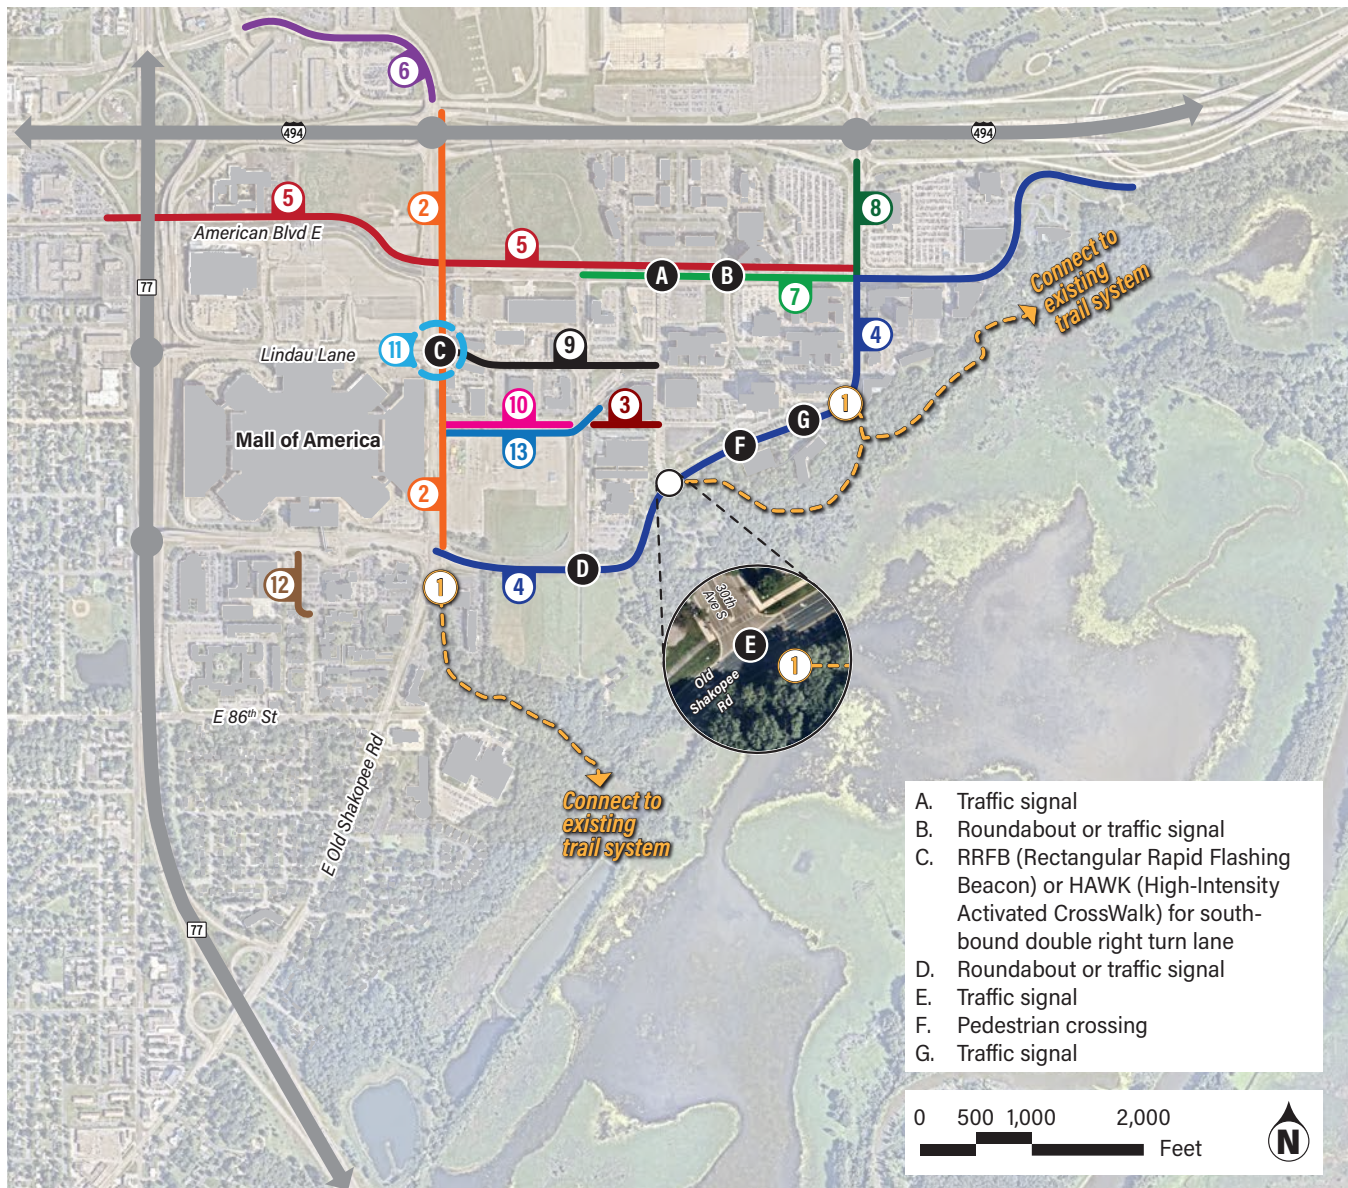 6
494
494
2
8
5
American Blvd E
5
Connect to
existing
trail system
A
B
77
7
4
11
C
9
Lindau Lane
10
3
1
G
Mall of America
13
F
2
D
12
1
4
30th
Ave S
E
1
Old
Shakopee
Rd
E 86th St
E Old Shakopee Rd
Connect to
existing
trail system
77
A. Traffic signal
B. Roundabout or traffic signal
C. RRFB (Rectangular Rapid Flashing
Beacon) or HAWK (High-Intensity
Activated CrossWalk) for south-
bound double right turn lane
D. Roundabout or traffic signal
E. Traffic signal
F. Pedestrian crossing
G. Traffic signal
0 500 1,000 2,000
Feet
N